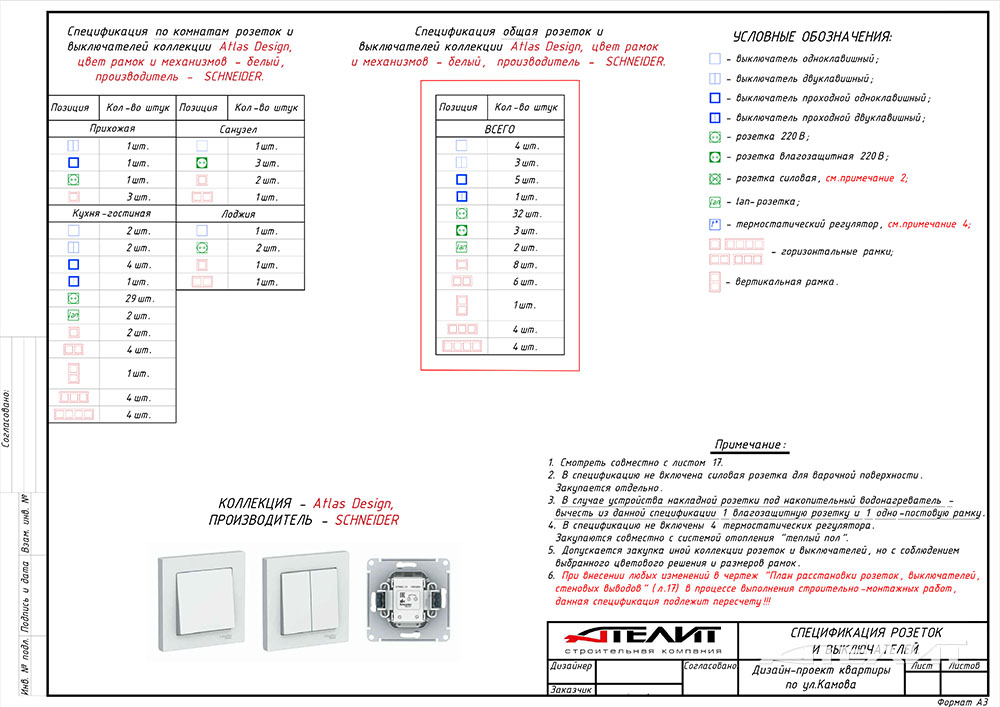 Спецификация по комнатам розеток и
выключателей коллекции Atlas Design,
цвет рамок и механизмов - белый,
производитель - SCHNEIDER.
Позиция Кол-во штук Позиция Кол-во штук
Прихожая Санузел
1 шт. 1 шт.
1 шт. 3 шт.
1 шт. 2 шт.
3 шт. 1 шт.
Кухня-гостиная Лоджия
2 шт. 1 шт.
2 шт. 2 шт.
4 шт. 1 шт.
1 шт. 1 шт.
29 шт.
lan 2 шт.
2 шт.
4 шт.
1 шт.
4 шт.
4 шт.
Спецификация общая розеток и
выключателей коллекции Atlas Design, цвет рамок
и механизмов - белый, производитель - SCHNEIDER.
Позиция Кол-во штук
ВСЕГО
4 шт.
3 шт.
5 шт.
1 шт.
32 шт.
3 шт.
lan 2 шт.
8 шт.
6 шт.
1 шт.
4 шт.
4 шт.
УСЛОВНЫЕ ОБОЗНАЧЕНИЯ:
- выключатель одноклавишный;
- выключатель двуклавишный;
- выключатель проходной одноклавишный;
- выключатель проходной двуклавишный;
- розетка 220 В;
- розетка влагозащитная 220 В;
- розетка силовая, см.примечание 2;
lan - lan-розетка;
- термостатический регулятор, см.примечание 4;
- горизонтальные рамки;
- вертикальная рамка.
КОЛЛЕКЦИЯ - Atlas Design,
ПРОИЗВОДИТЕЛЬ - SCHNEIDER
Примечание:
1. Смотреть совместно с листом 17.
2. В спецификацию не включена силовая розетка для варочной поверхности.
Закупается отдельно.
3. В случае устройства накладной розетки под накопительный водонагреватель -
вычесть из данной спецификации 1 влагозащитную розетку и 1 одно-постовую рамку.
4. В спецификацию не включены 4 термостатических регулятора.
Закупаются совместно с системой отопления "теплый пол".
5. Допускается закупка иной коллекции розеток и выключателей, но с соблюдением
выбранного цветового решения и размеров рамок.
6. При внесении любых изменений в чертеж "План расстановки розеток, выключателей,
стеновых выводов" (л.17) в процессе выполнения строительно-монтажных работ,
данная спецификация подлежит пересчету!!!
АТЕЛИТ
строительная компания
СПЕЦИФИКАЦИЯ РОЗЕТОК
И ВЫКЛЮЧАТЕЛЕЙ
Дизайнер Согласовано
Заказчик
Дизайн-проект квартиры
по ул.Камова
Лист Листов
АТЕЛИТ
Формат А3
Согласовано:
Взам. инв. №
Подпись и дата
Инв. № подл.